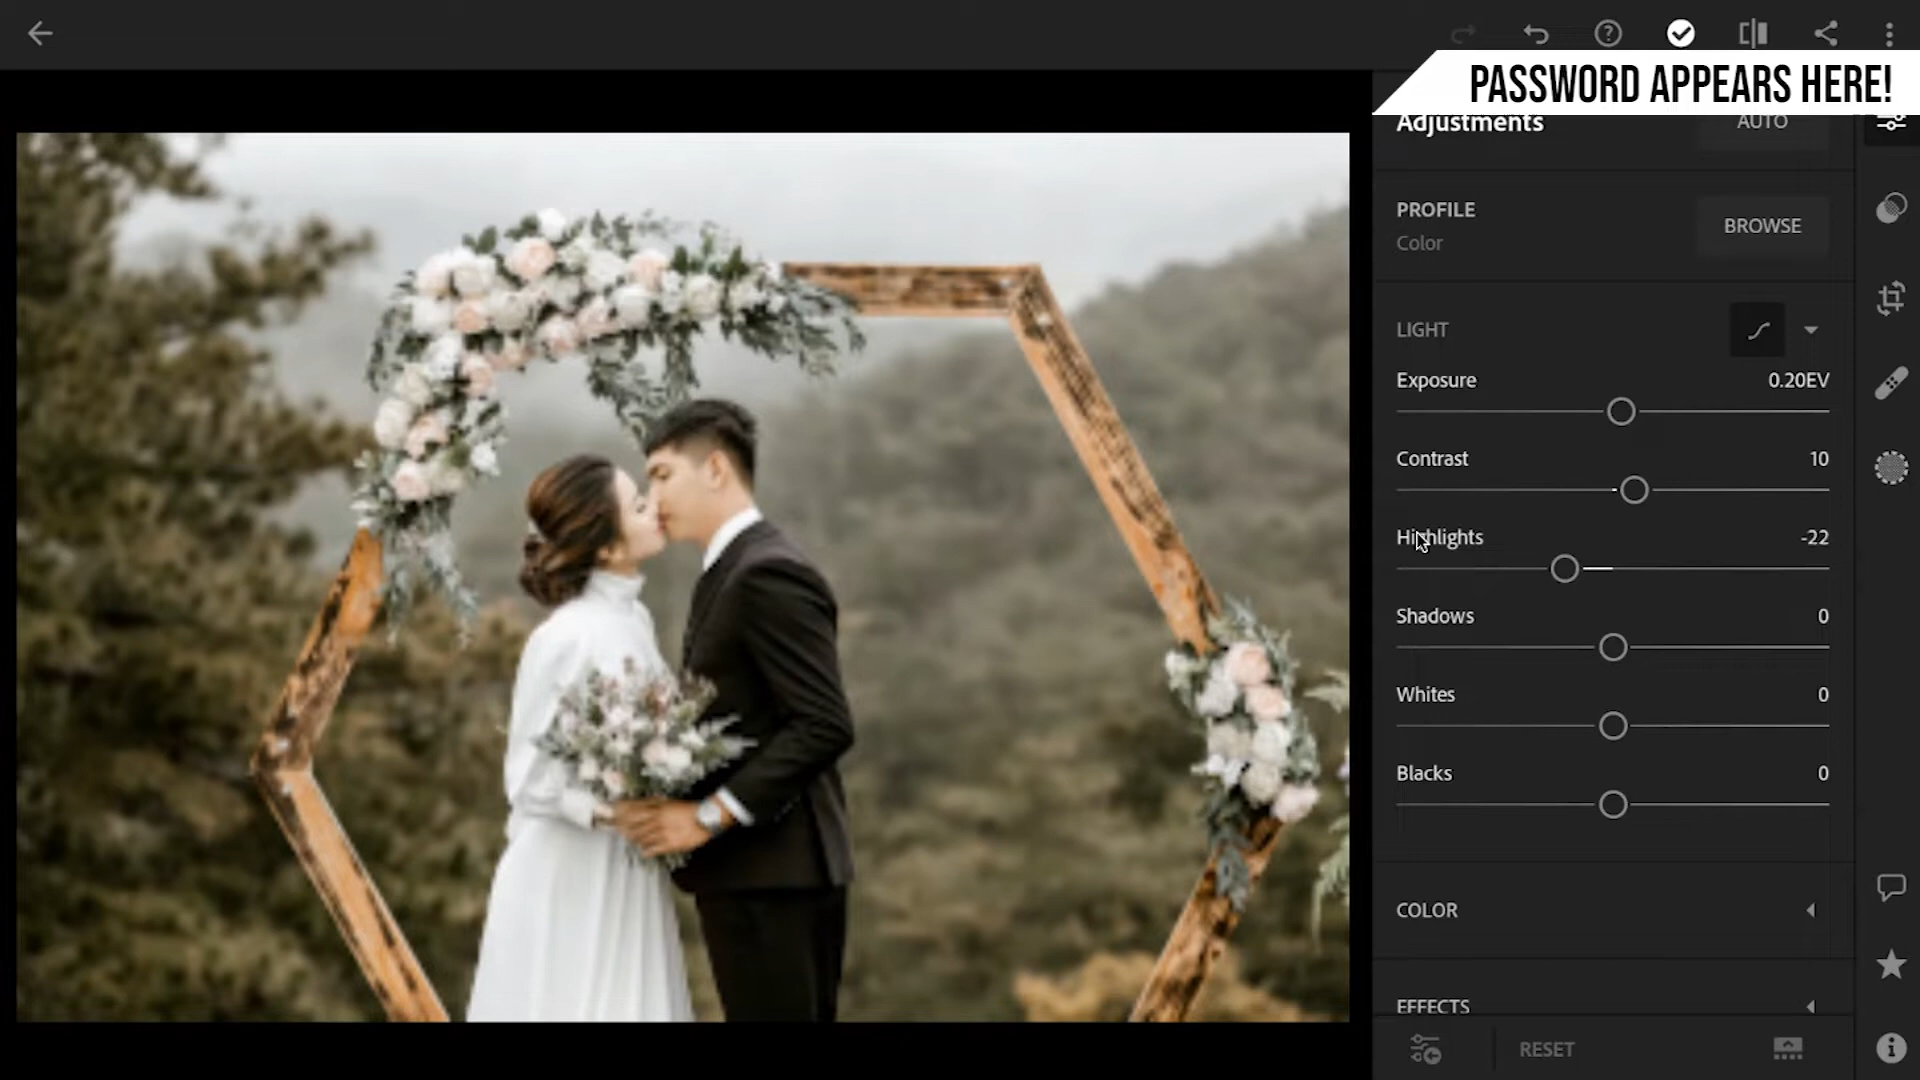 PASSWORD APPEARS HERE!
Adjustments
AUTO
PROFILE
Color
BROWSE
LIGHT
Exposure 0.20EV
Contrast 10
Highlights -22
Shadows 0
Whites 0
Blacks 0
COLOR
EFFECTS
RESET